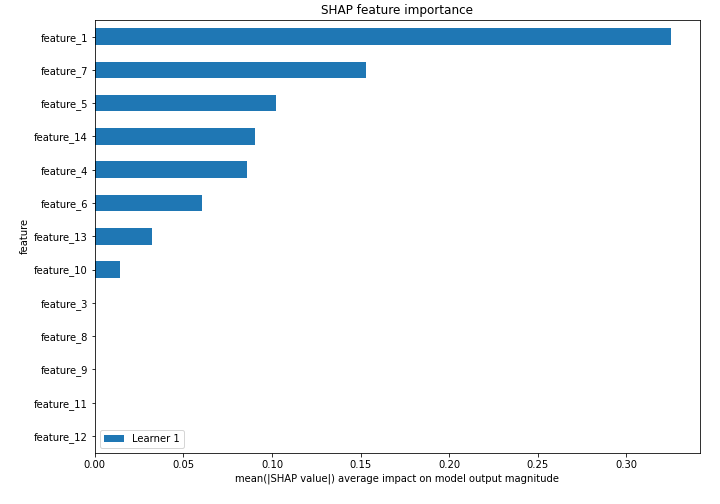 SHAP feature importance
feature_1
feature_7
feature_5
feature_14
feature_4
feature_6
feature_13
feature_10
feature_3
feature_8
feature_9
feature_11
feature_12
feature
Learner 1
0.00 0.05 0.10 0.15 0.20 0.25 0.30
mean(|SHAP value|) average impact on model output magnitude